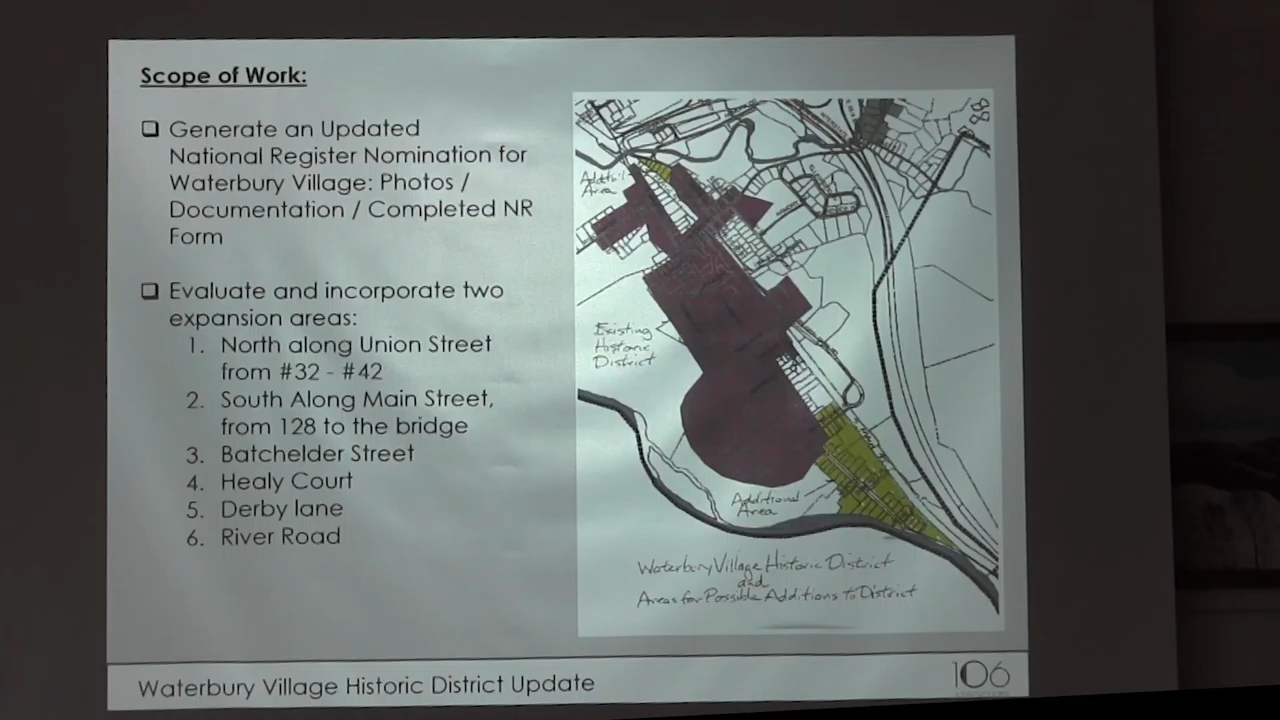 Scope of Work:
❑ Generate an Updated
National Register Nomination for
Waterbury Village: Photos /
Documentation / Completed NR
Form
❑ Evaluate and incorporate two
expansion areas:
1. North along Union Street
from #32 - #42
2. South Along Main Street,
from 128 to the bridge
3. Batchelder Street
4. Healy Court
5. Derby lane
6. River Road
Area
Existing
Historic
District
Additional
Area
Waterbury Village Historic District
and
Areas for Possible Additions to District
Waterbury Village Historic District Update
106